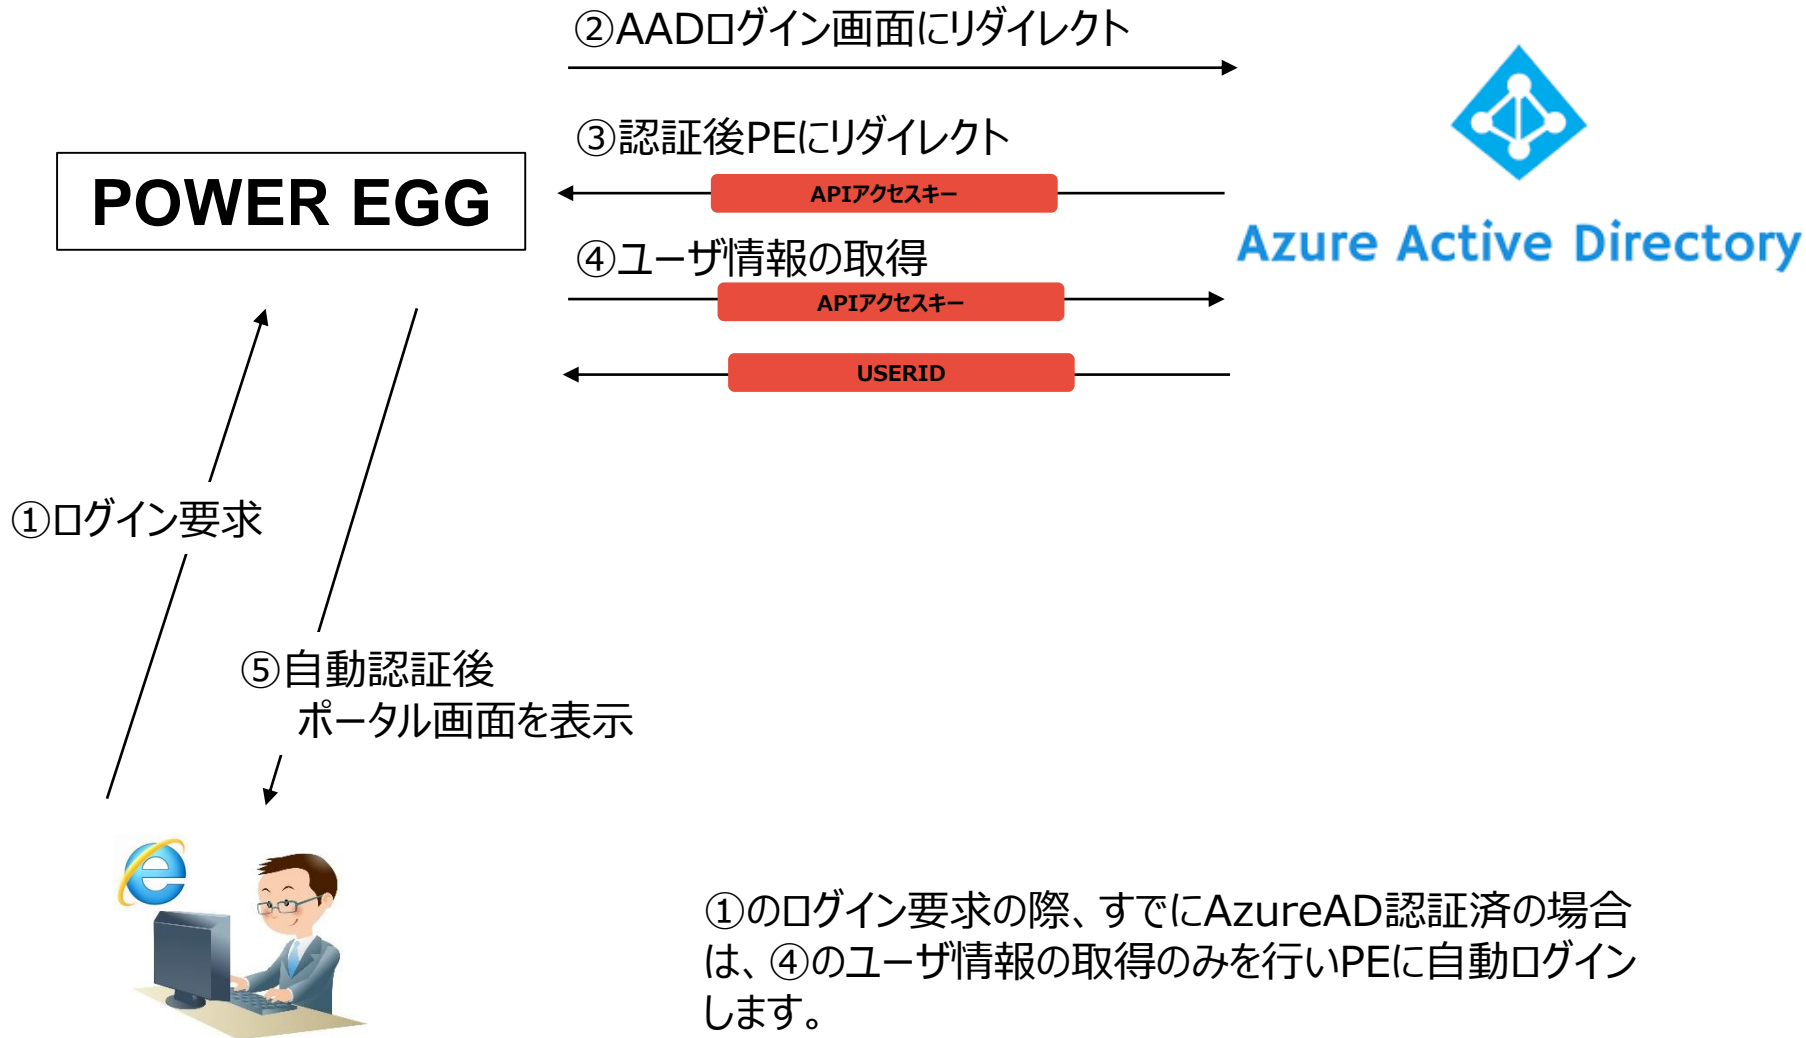 ②AADログイン画面にリダイレクト
③認証後PEにリダイレクト
APIアクセスキー
POWER EGG
④ユーザ情報の取得
Azure Active Directory
APIアクセスキー
USERID
①ログイン要求
⑤自動認証後
ポータル画面を表示
①のログイン要求の際、すでにAzureAD認証済の場合
は、④のユーザ情報の取得のみを行いPEに自動ログイン
します。